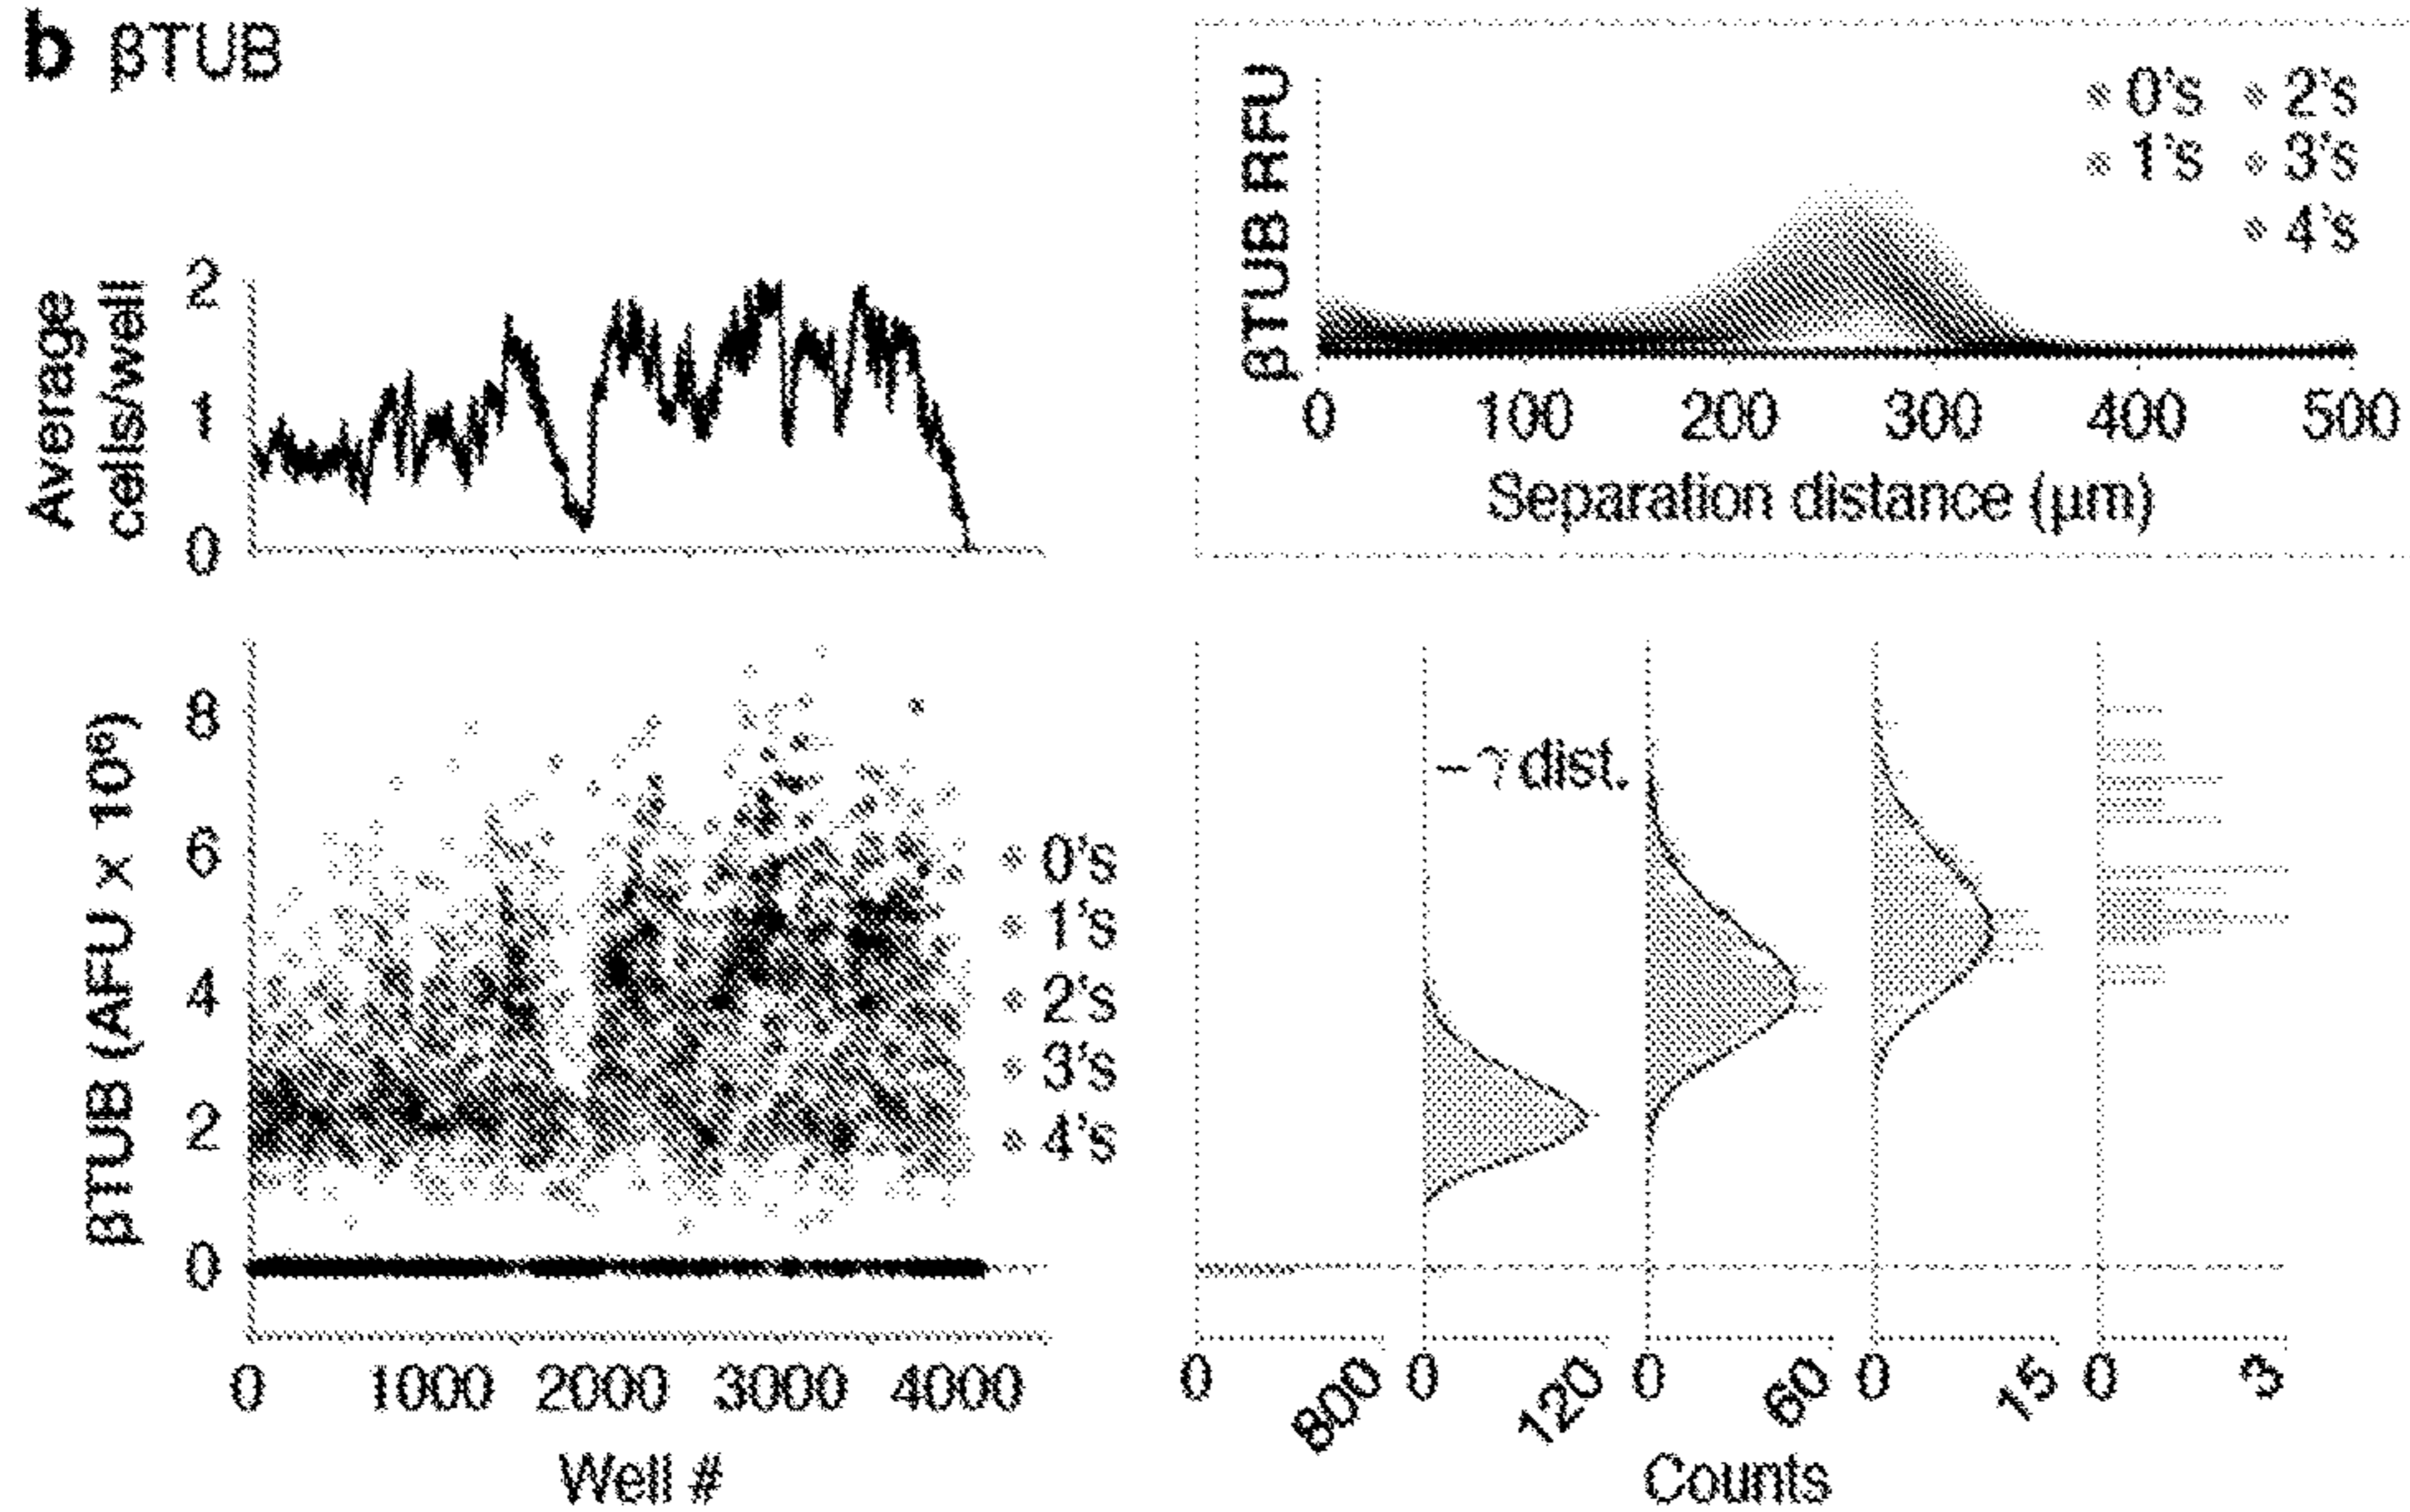 b βTUB
Average
cells/well
2
1
0
βTUB RFU
0's 2's
1's 3's
4's
0 100 200 300 400 500
Separation distance (μm)
βTUB (AFU x 10⁶)
8
6
4
2
0
0's
1's
2's
3's
4's
0 1000 2000 3000 4000
Well #
– γ dist.
0 800 0 120 0 60 0 15 0 3
Counts